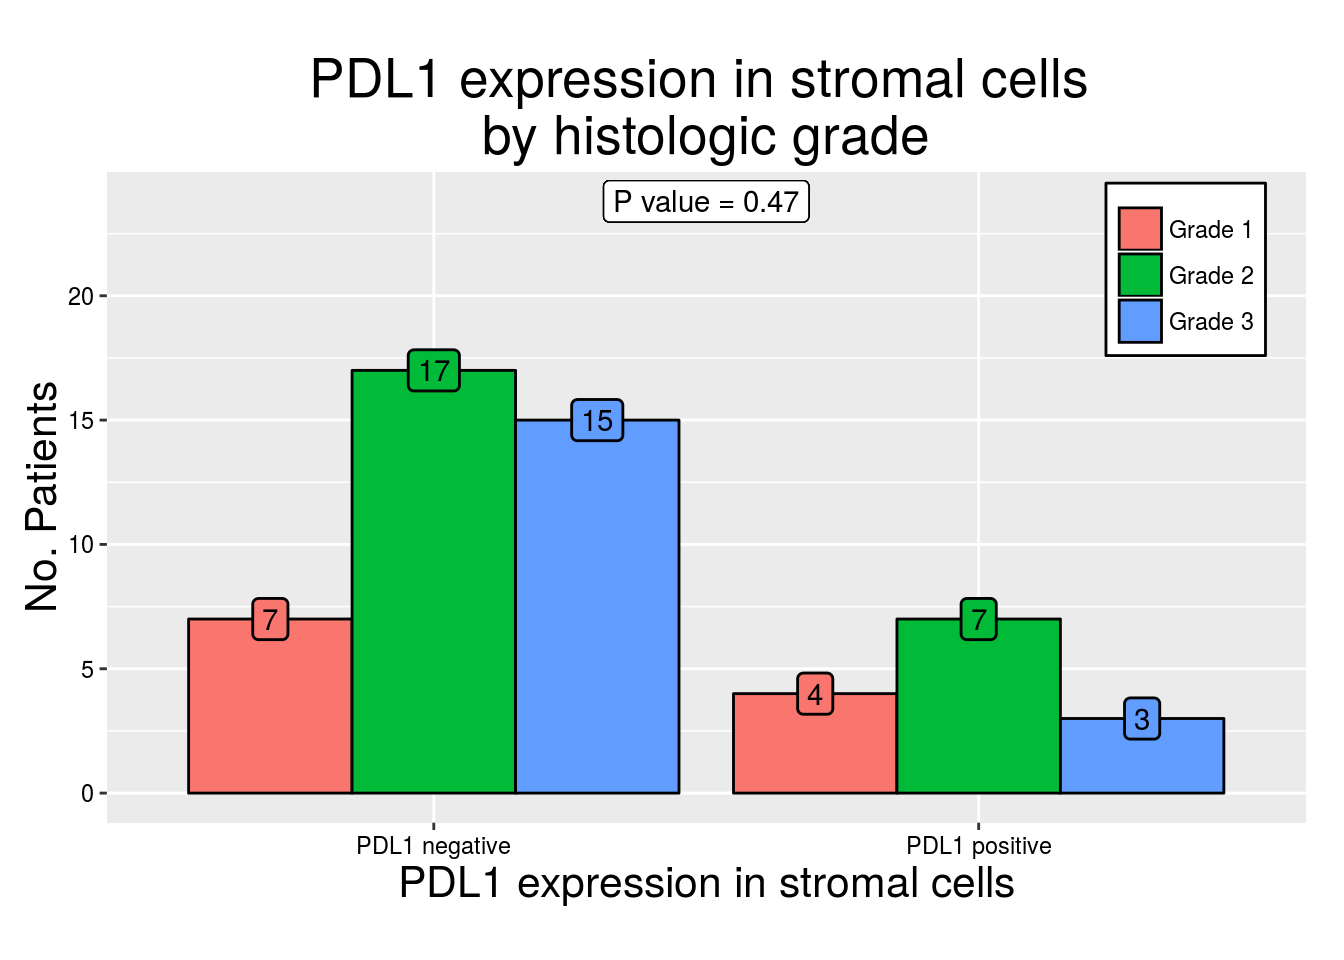 PDL1 expression in stromal cells
by histologic grade
P value = 0.47
Grade 1
Grade 2
Grade 3
No. Patients
20
15
10
5
0
17
15
7
7
4
3
PDL1 negative
PDL1 positive
PDL1 expression in stromal cells